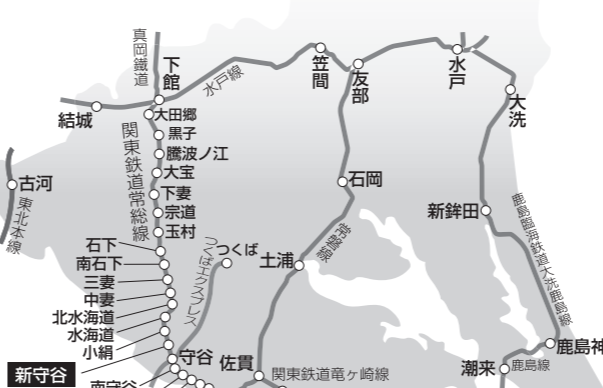 真岡鐵道
下館
水戸線
笠間
友部
水戸
大洗
結城
大田郷
黒子
騰波ノ江
大宝
下妻
宗道
玉村
関東鉄道常総線
古河
東北本線
石岡
新鉾田
鹿島臨海鉄道大洗鹿島線
石下
南石下
三妻
中妻
北水海道
水海道
小絹
新守谷
守谷
つくば
つくばエクスプレス
土浦
常磐線
佐貫
関東鉄道竜ヶ崎線
潮来
鹿島線
鹿島神
南守谷